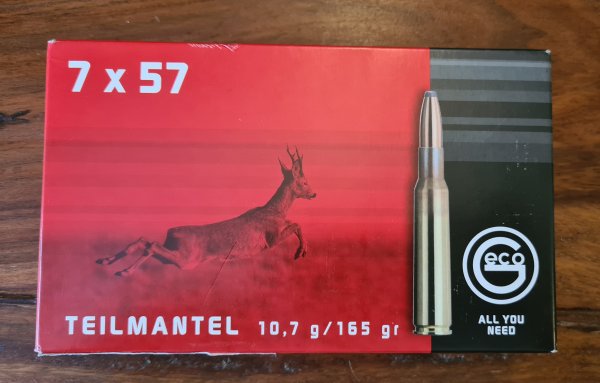 7 x 57
TEILMANTEL 10,7 g/165 gr
Geco
ALL YOU
NEED